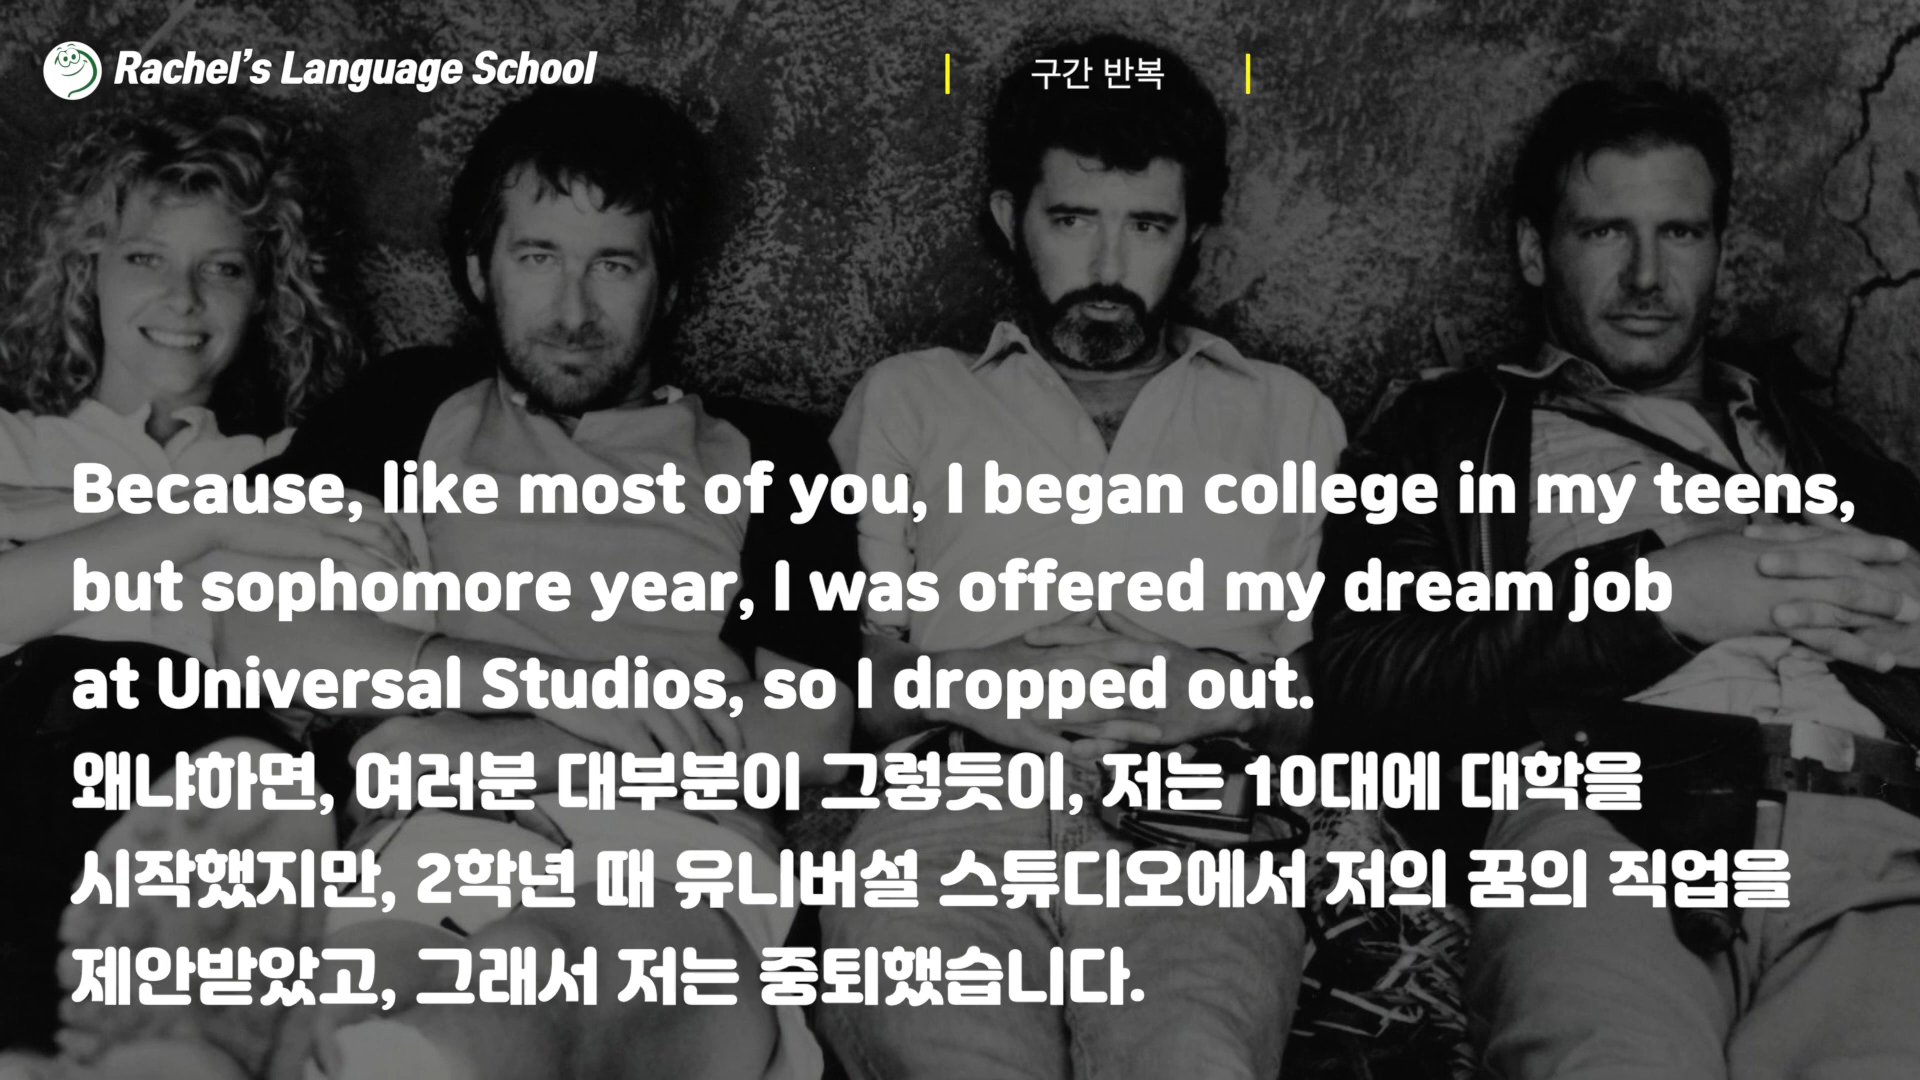 Rachel's Language School
구간 반복
Because, like most of you, I began college in my teens,
but sophomore year, I was offered my dream job
at Universal Studios, so I dropped out.
왜냐하면, 여러분 대부분이 그렇듯이, 저는 10대에 대학을
시작했지만, 2학년 때 유니버설 스튜디오에서 저의 꿈의 직업을
제안받았고, 그래서 저는 중퇴했습니다.